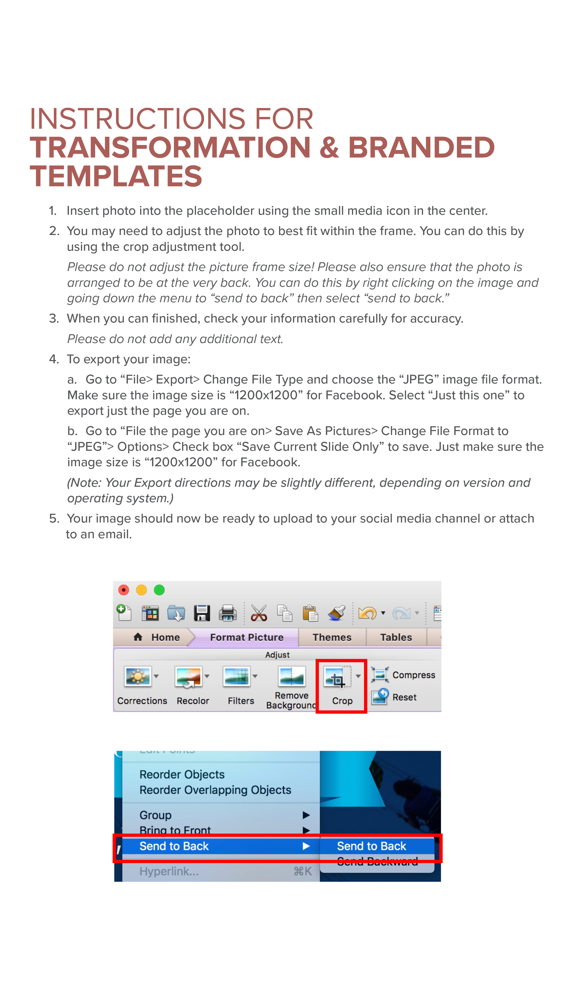 INSTRUCTIONS FOR
TRANSFORMATION & BRANDED
TEMPLATES
1. Insert photo into the placeholder using the small media icon in the center.
2. You may need to adjust the photo to best fit within the frame. You can do this by
using the crop adjustment tool.
Please do not adjust the picture frame size! Please also ensure that the photo is
arranged to be at the very back. You can do this by right clicking on the image and
going down the menu to “send to back” then select “send to back.”
3. When you can finished, check your information carefully for accuracy.
Please do not add any additional text.
4. To export your image:
a. Go to “File> Export> Change File Type and choose the “JPEG” image file format.
Make sure the image size is “1200x1200” for Facebook. Select “Just this one” to
export just the page you are on.
b. Go to “File the page you are on> Save As Pictures> Change File Format to
“JPEG”> Options> Check box “Save Current Slide Only” to save. Just make sure the
image size is “1200x1200” for Facebook.
(Note: Your Export directions may be slightly different, depending on version and
operating system.)
5. Your image should now be ready to upload to your social media channel or attach
to an email.
Home Format Picture Themes Tables
Adjust
Corrections Recolor Filters Remove Background Crop Compress
Reset
Edit Points
Reorder Objects
Reorder Overlapping Objects
Group
Bring to Front
Send to Back Send to Back
Send Backward
Hyperlink... ⌘K